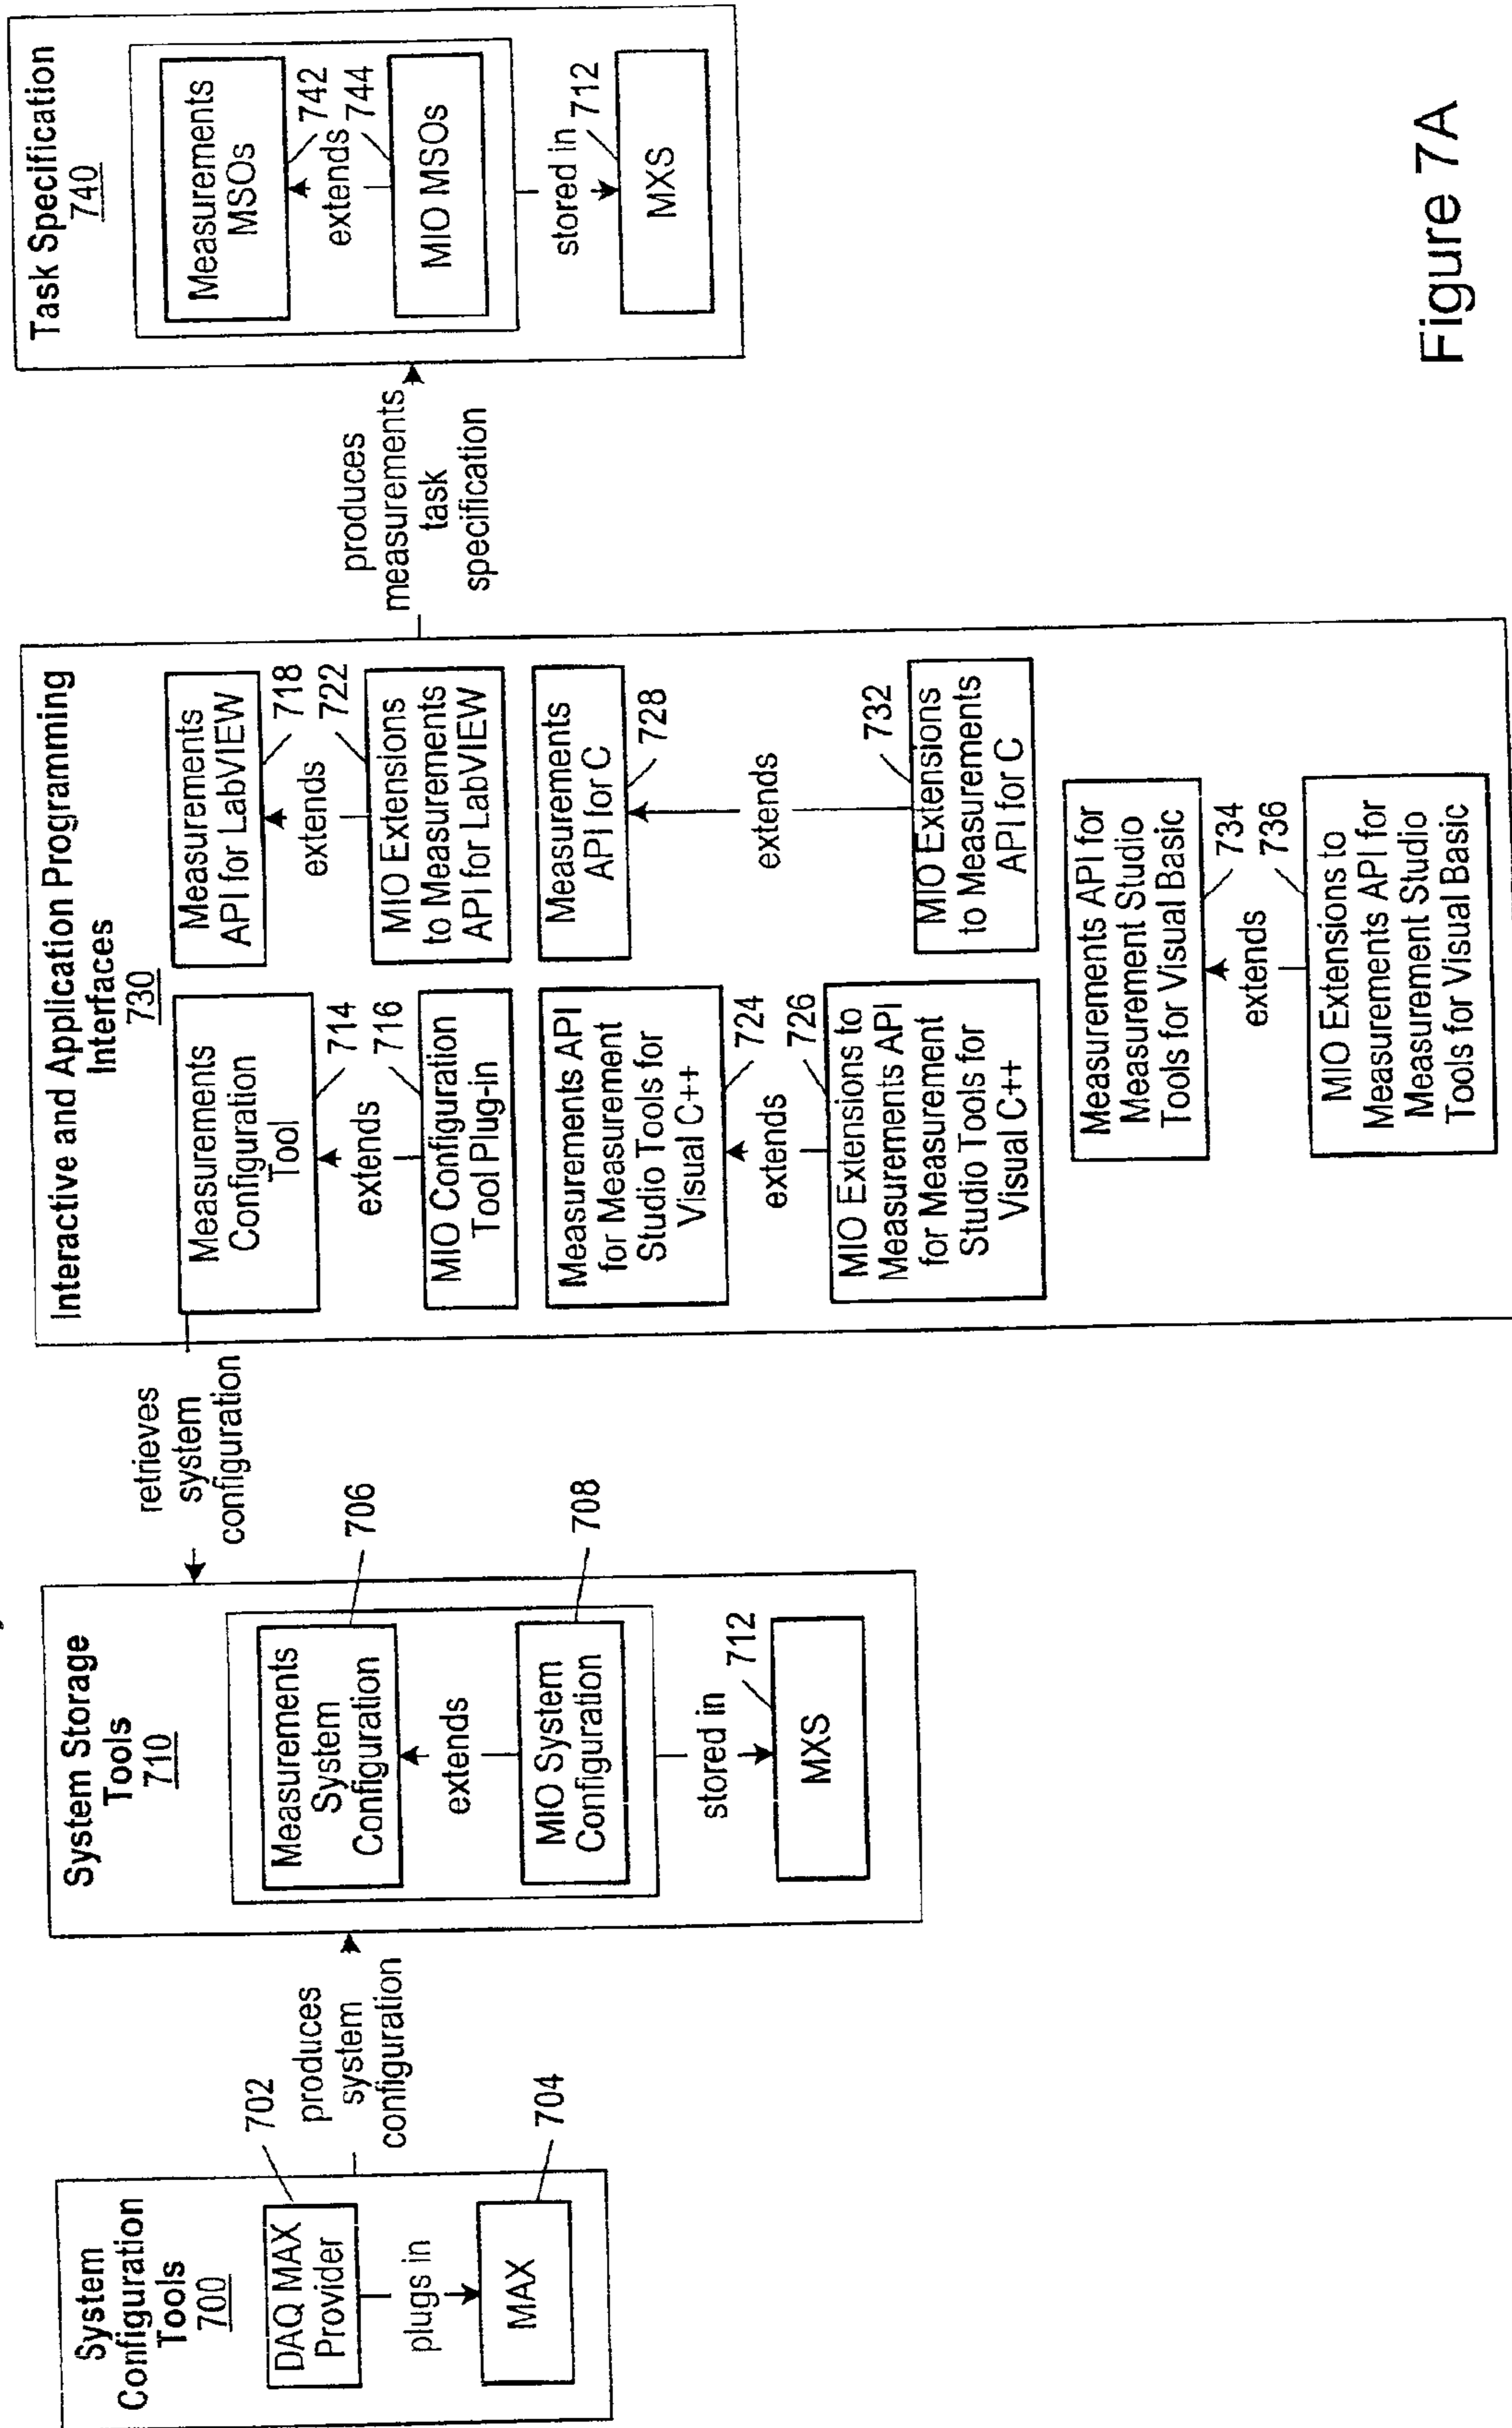 System
Configuration
Tools
700
DAQ MAX
Provider
702
plugs in
MAX
704
produces
system
configuration
System Storage
Tools
710
Measurements
System
Configuration
706
extends
MIO System
Configuration
708
stored in
712
MXS
retrieves
system
configuration
Interactive and Application Programming
Interfaces
730
Measurements
Configuration
Tool
714
extends
716
MIO Configuration
Tool Plug-in
Measurements
API for LabVIEW
718
extends
722
MIO Extensions
to Measurements
API for LabVIEW
Measurements API
for Measurement
Studio Tools for
Visual C++
724
extends
726
MIO Extensions to
Measurements API
for Measurement
Studio Tools for
Visual C++
Measurements
API for C
728
extends
732
MIO Extensions
to Measurements
API for C
Measurements API for
Measurement Studio
Tools for Visual Basic
734
extends
736
MIO Extensions to
Measurements API for
Measurement Studio
Tools for Visual Basic
produces
measurements
task
specification
Task Specification
740
Measurements
MSOs
742
extends
744
MIO MSOs
stored in
712
MXS
Figure 7A